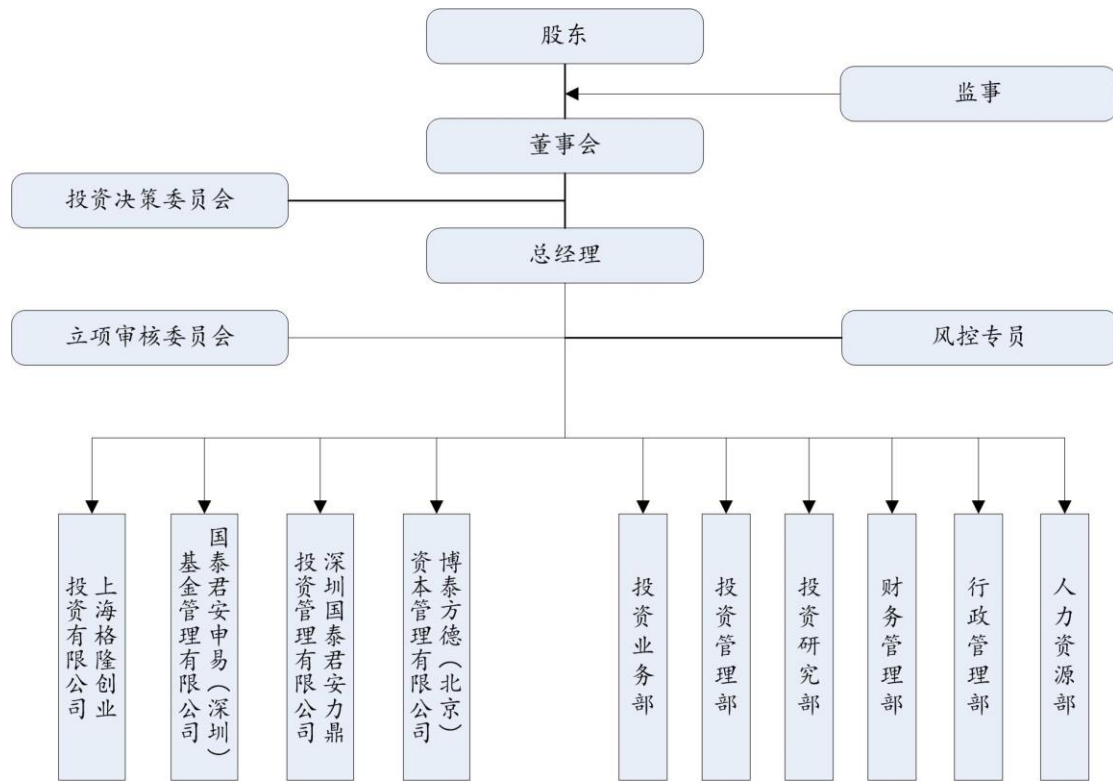 股东
监事
董事会
投资决策委员会
总经理
立项审核委员会
风控专员
上海格隆创业
投资有限公司
国泰君安申易（深圳）
基金管理有限公司
深圳国泰君安力鼎
投资管理有限公司
博泰方德（北京）
资本管理有限公司
投资业务部
投资管理部
投资研究部
财务管理部
行政管理部
人力资源部